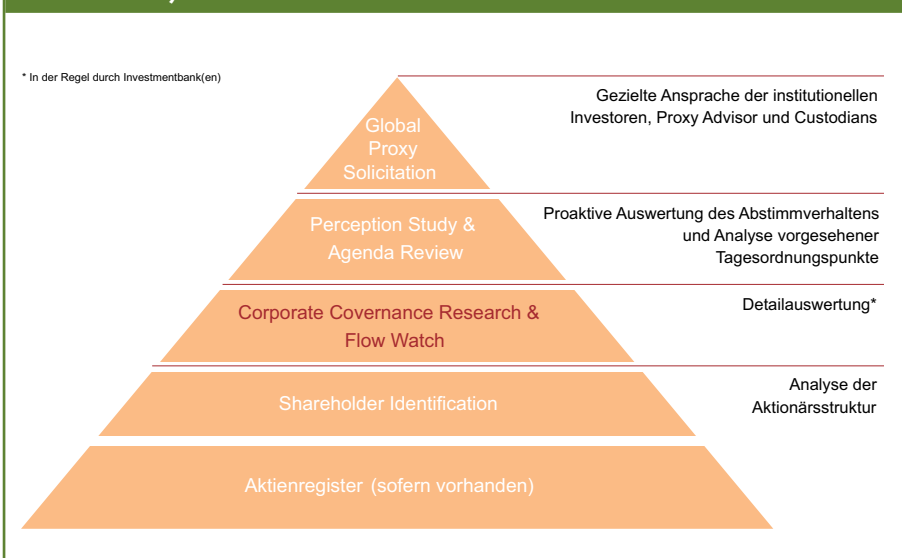 * In der Regel durch Investmentbank(en)
Global
Proxy
Solicitation
Gezielte Ansprache der institutionellen
Investoren, Proxy Advisor und Custodians
Perception Study &
Agenda Review
Proaktive Auswertung des Abstimmverhaltens
und Analyse vorgesehener
Tagesordnungspunkte
Corporate Covernance Research &
Flow Watch
Detailauswertung*
Shareholder Identification
Analyse der
Aktionärsstruktur
Aktienregister (sofern vorhanden)